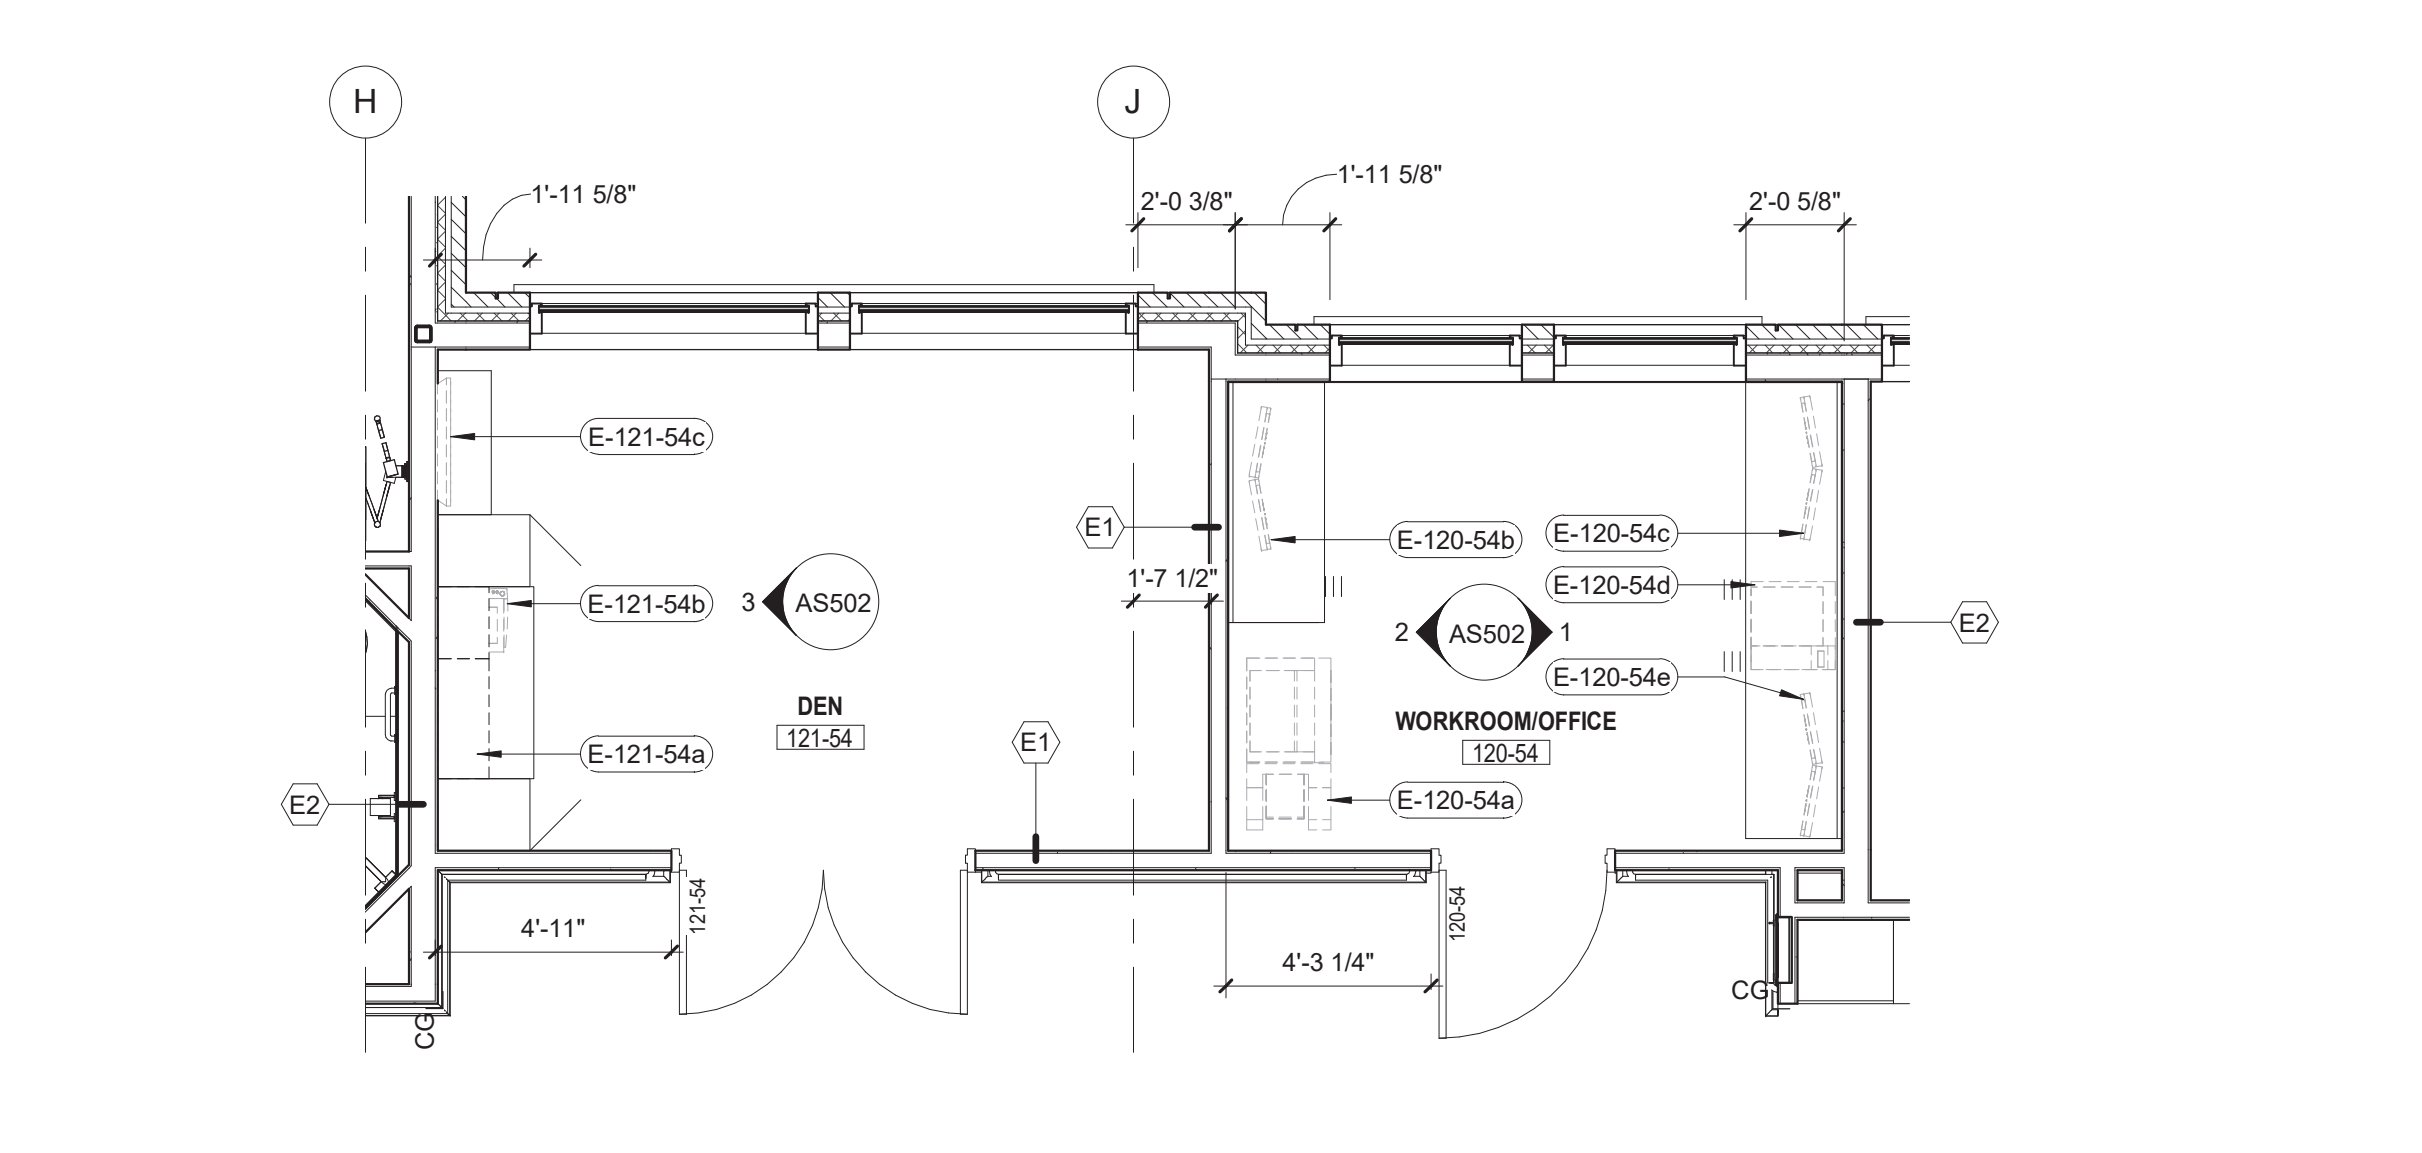 H
J
1'-11 5/8"
1'-11 5/8"
2'-0 3/8"
2'-0 5/8"
E-121-54c
E1
E-120-54b
E-120-54c
1'-7 1/2"
E-120-54d
E-121-54b
3
AS502
2
AS502
1
E2
E-120-54e
DEN
121-54
WORKROOM/OFFICE
120-54
E1
E-121-54a
E2
E-120-54a
121-54
120-54
4'-11"
4'-3 1/4"
CG
CG